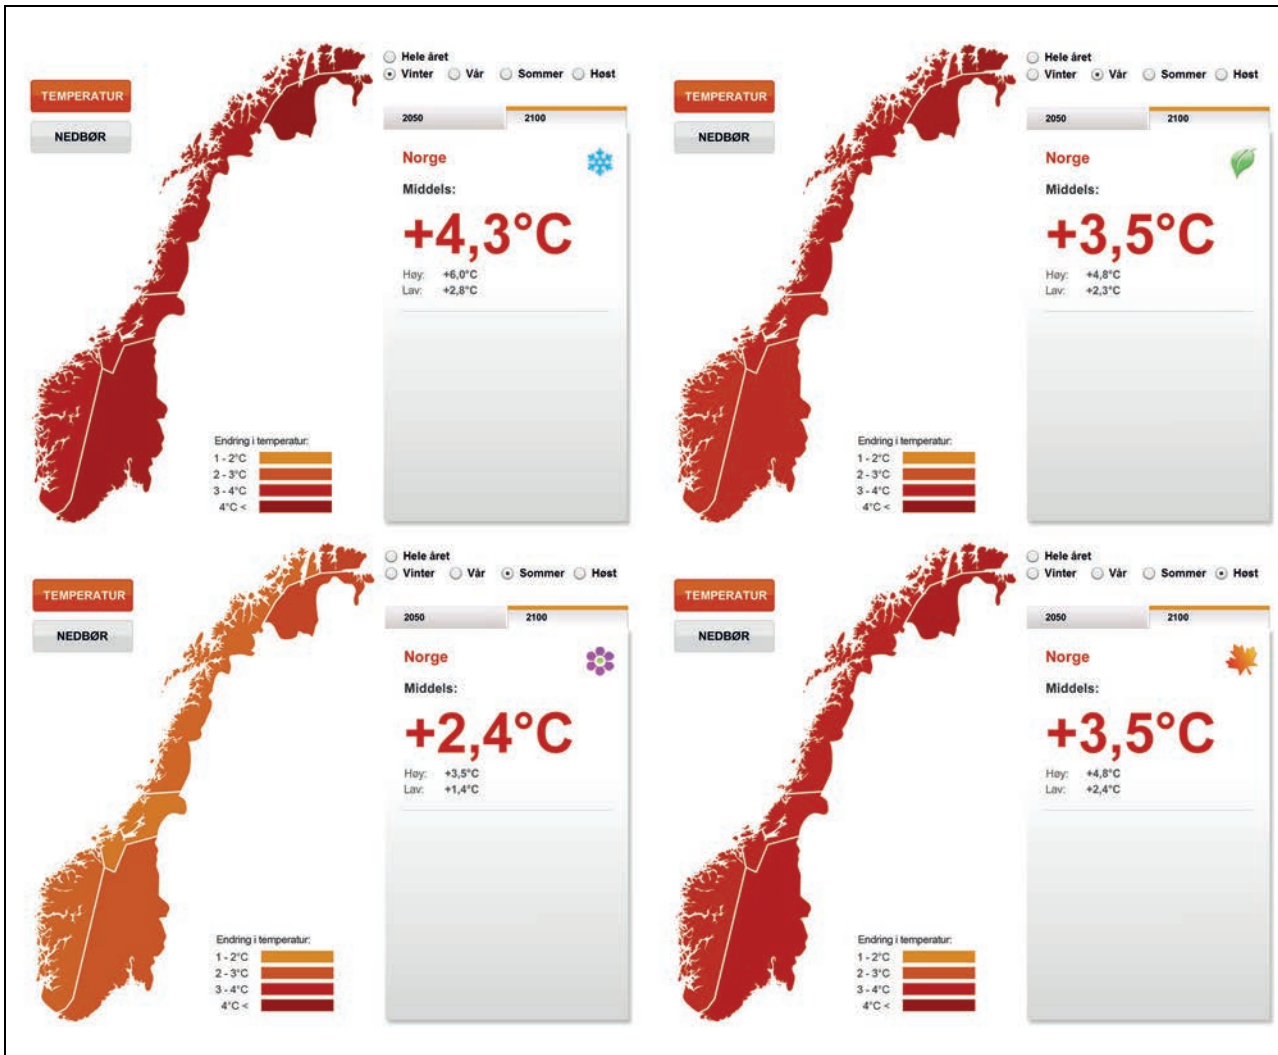 Hele året
Vinter Vår Sommer Høst
TEMPERATUR
NEDBØR
2050 2100
Norge
Middels:
+4,3°C
Høy: +6,0°C
Lav: +2,8°C
Endring i temperatur:
1 - 2°C
2 - 3°C
3 - 4°C
4°C <
Hele året
Vinter Vår Sommer Høst
TEMPERATUR
NEDBØR
2050 2100
Norge
Middels:
+3,5°C
Høy: +4,8°C
Lav: +2,3°C
Endring i temperatur:
1 - 2°C
2 - 3°C
3 - 4°C
4°C <
Hele året
Vinter Vår Sommer Høst
TEMPERATUR
NEDBØR
2050 2100
Norge
Middels:
+2,4°C
Høy: +3,5°C
Lav: +1,4°C
Endring i temperatur:
1 - 2°C
2 - 3°C
3 - 4°C
4°C <
Hele året
Vinter Vår Sommer Høst
TEMPERATUR
NEDBØR
2050 2100
Norge
Middels:
+3,5°C
Høy: +4,8°C
Lav: +2,4°C
Endring i temperatur:
1 - 2°C
2 - 3°C
3 - 4°C
4°C <